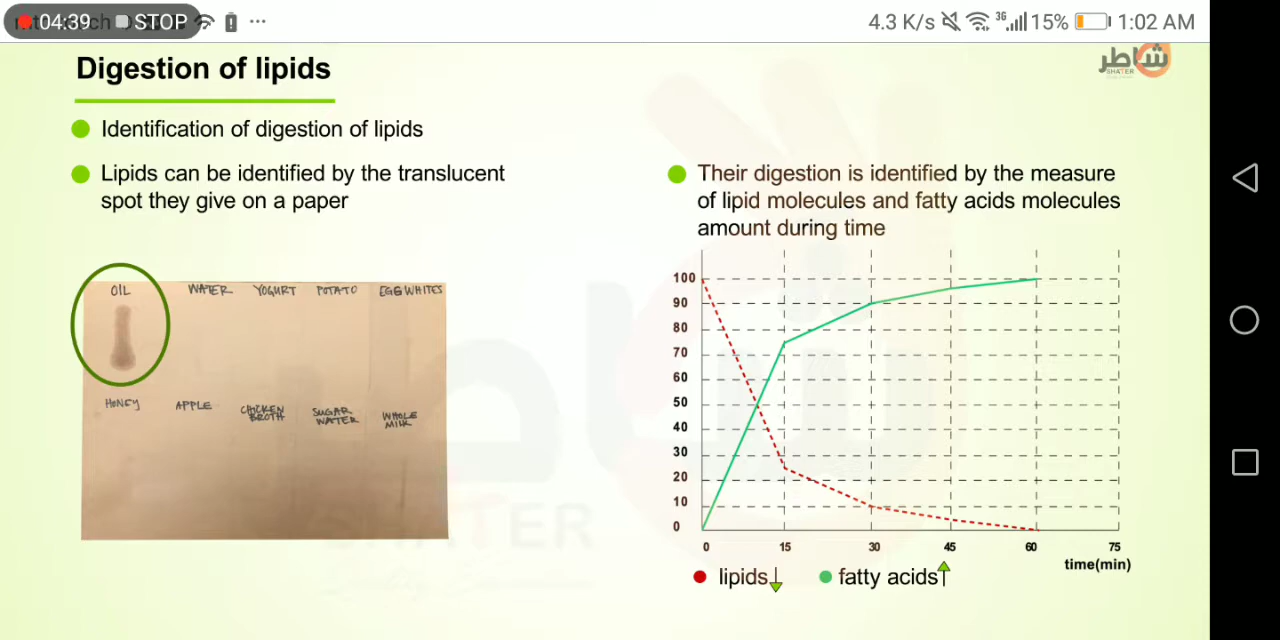 04:39 STOP
4.3 K/s 3G 15% 1:02 AM
شاطر
SHATER
Digestion of lipids
Identification of digestion of lipids
Lipids can be identified by the translucent
spot they give on a paper
OIL WATER YOGURT POTATO EGG WHITES
HONEY APPLE CHICKEN BROTH SUGAR WATER WHOLE MILK
Their digestion is identified by the measure
of lipid molecules and fatty acids molecules
amount during time
100
90
80
70
60
50
40
30
20
10
0
0 15 30 45 60 75
time(min)
lipids fatty acids
SHATER